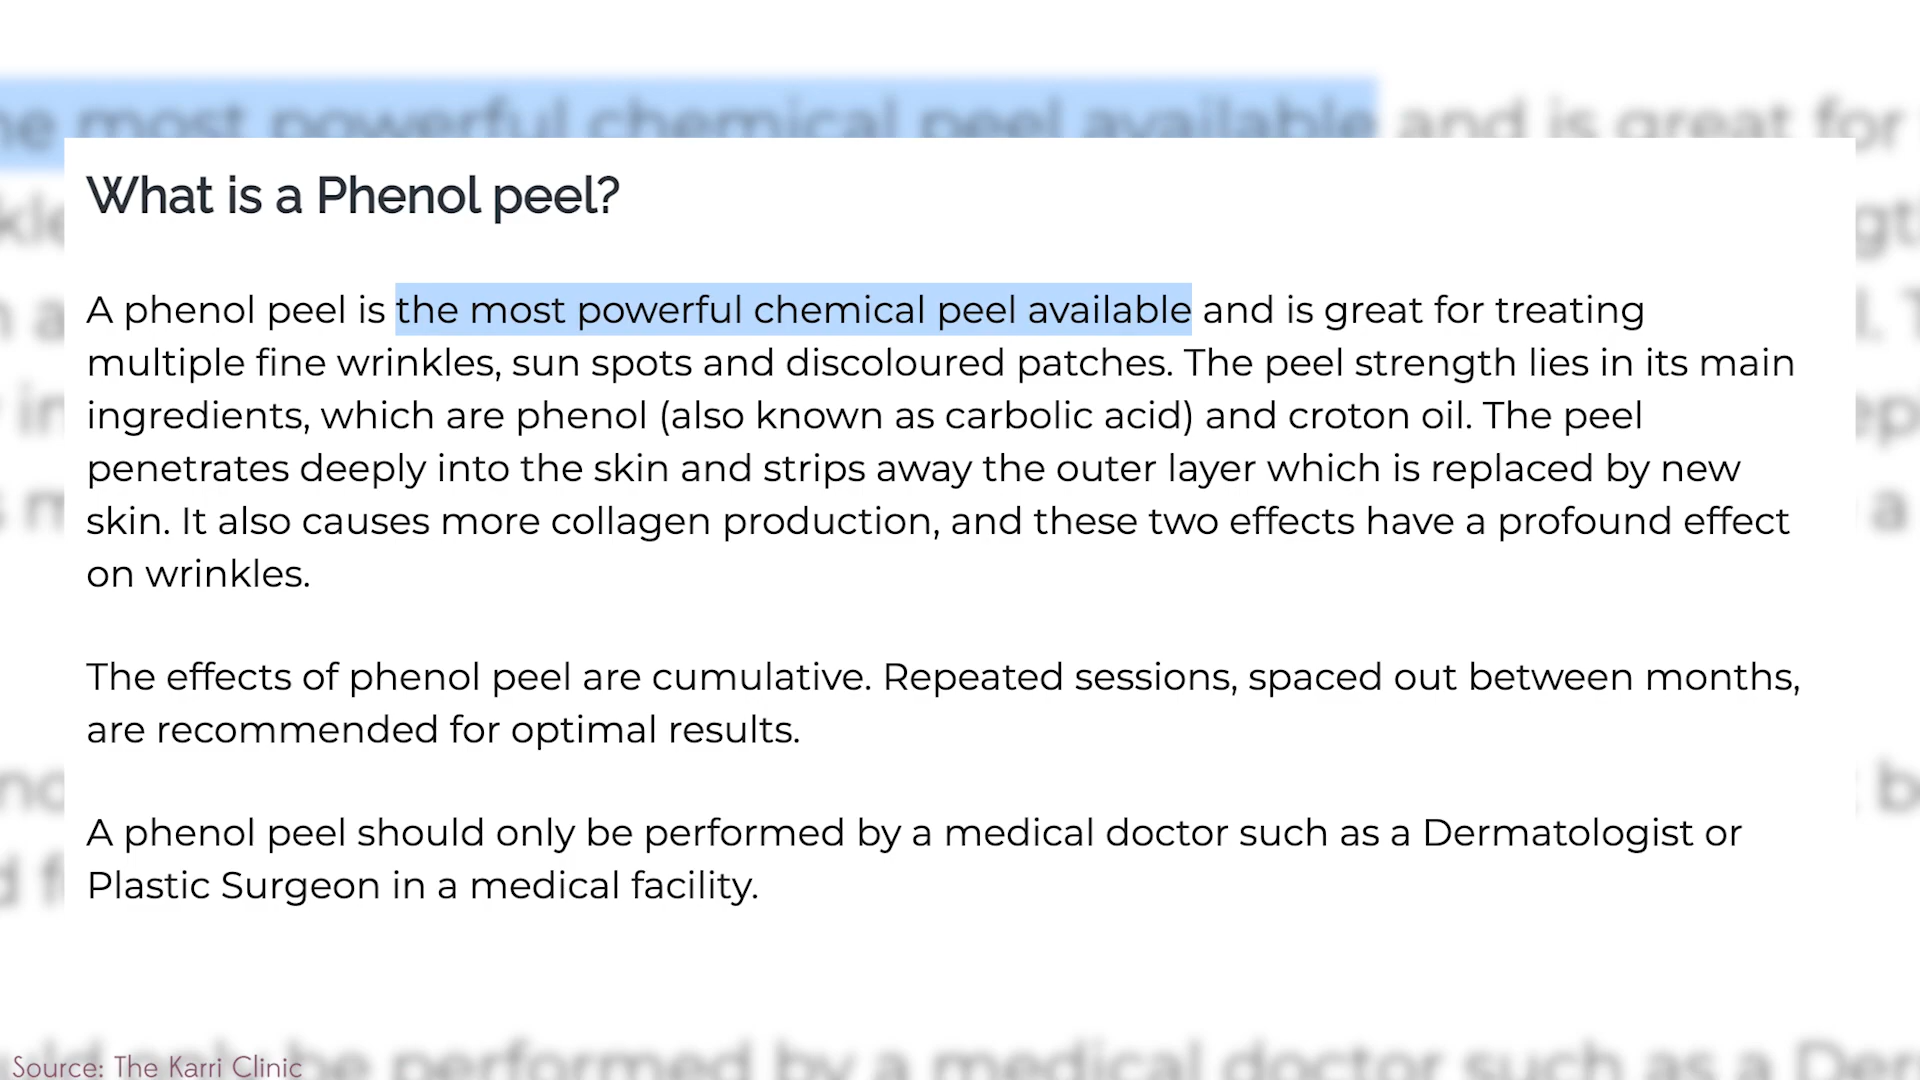 What is a Phenol peel?
A phenol peel is the most powerful chemical peel available and is great for treating
multiple fine wrinkles, sun spots and discoloured patches. The peel strength lies in its main
ingredients, which are phenol (also known as carbolic acid) and croton oil. The peel
penetrates deeply into the skin and strips away the outer layer which is replaced by new
skin. It also causes more collagen production, and these two effects have a profound effect
on wrinkles.
The effects of phenol peel are cumulative. Repeated sessions, spaced out between months,
are recommended for optimal results.
A phenol peel should only be performed by a medical doctor such as a Dermatologist or
Plastic Surgeon in a medical facility.
Source: The Karri Clinic